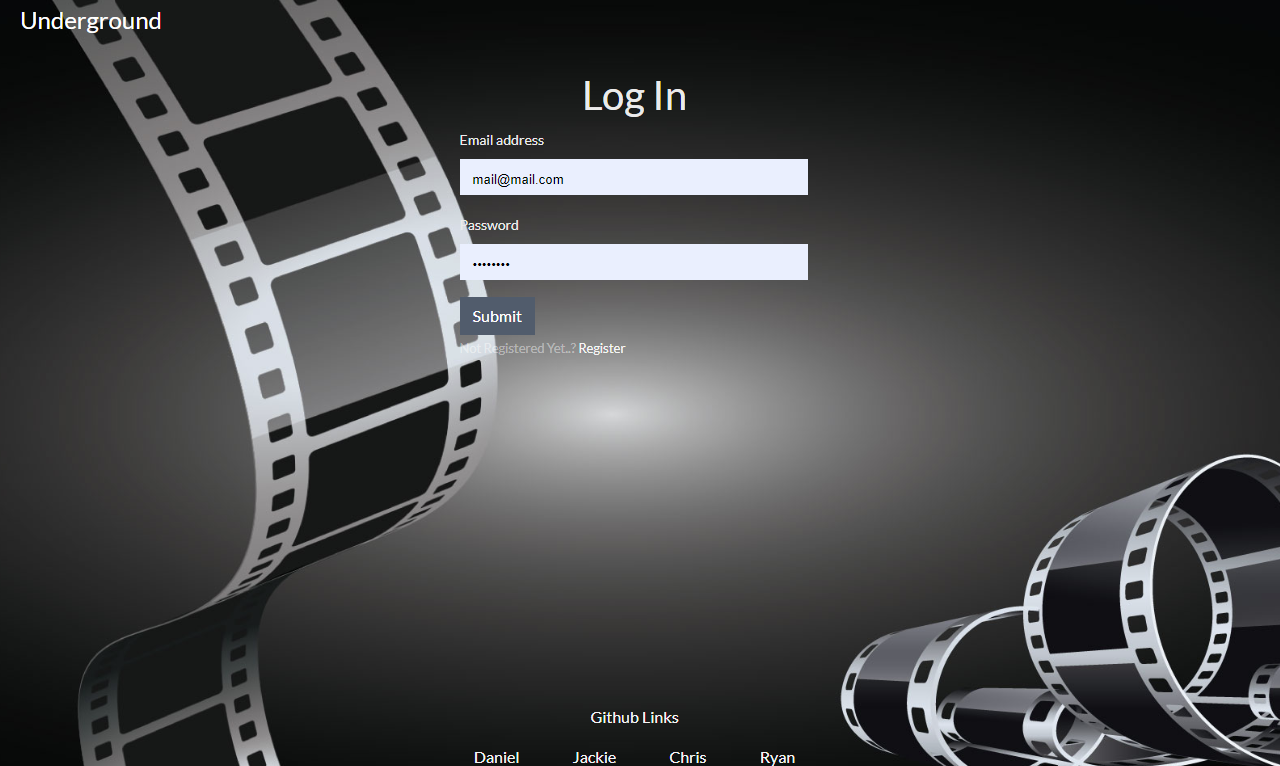 Underground
Log In
Email address
mail@mail.com
Password
••••••••
Submit
Not Registered Yet..? Register
Github Links
Daniel Jackie Chris Ryan